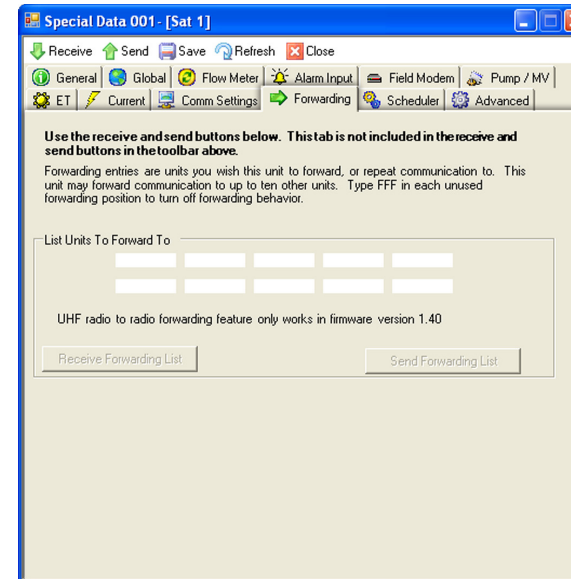 Special Data 001- [Sat 1]
Receive Send Save Refresh Close
General Global Flow Meter Alarm Input Field Modem Pump / MV
ET Current Comm Settings Forwarding Scheduler Advanced
Use the receive and send buttons below. This tab is not included in the receive and
send buttons in the toolbar above.
Forwarding entries are units you wish this unit to forward, or repeat communication to. This
unit may forward communication to up to ten other units. Type FFF in each unused
forwarding position to turn off forwarding behavior.
List Units To Forward To
UHF radio to radio forwarding feature only works in firmware version 1.40
Receive Forwarding List Send Forwarding List